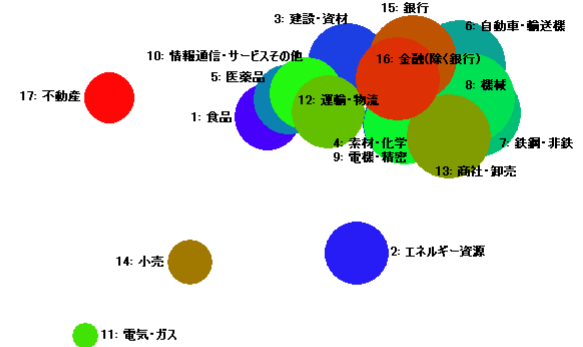 15: 銀行
3: 建設・資材
6: 自動車・輸送機
10: 情報通信・サービスその他
16: 金融(除く銀行)
5: 医薬品
8: 機械
17: 不動産
12: 運輸・物流
1: 食品
4: 素材・化学
7: 鉄鋼・非鉄
9: 電機・精密
13: 商社・卸売
2: エネルギー資源
14: 小売
11: 電気・ガス